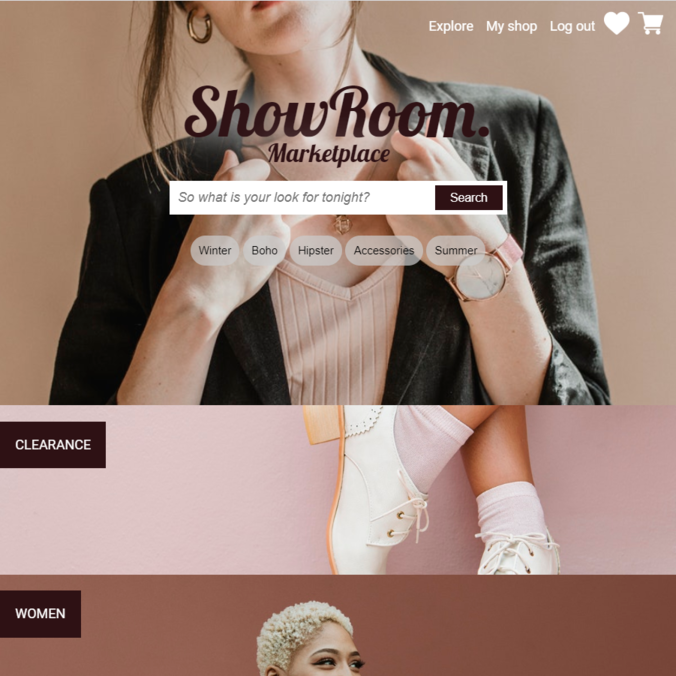 Explore My shop Log out
ShowRoom.
Marketplace
So what is your look for tonight? Search
Winter Boho Hipster Accessories Summer
CLEARANCE
WOMEN